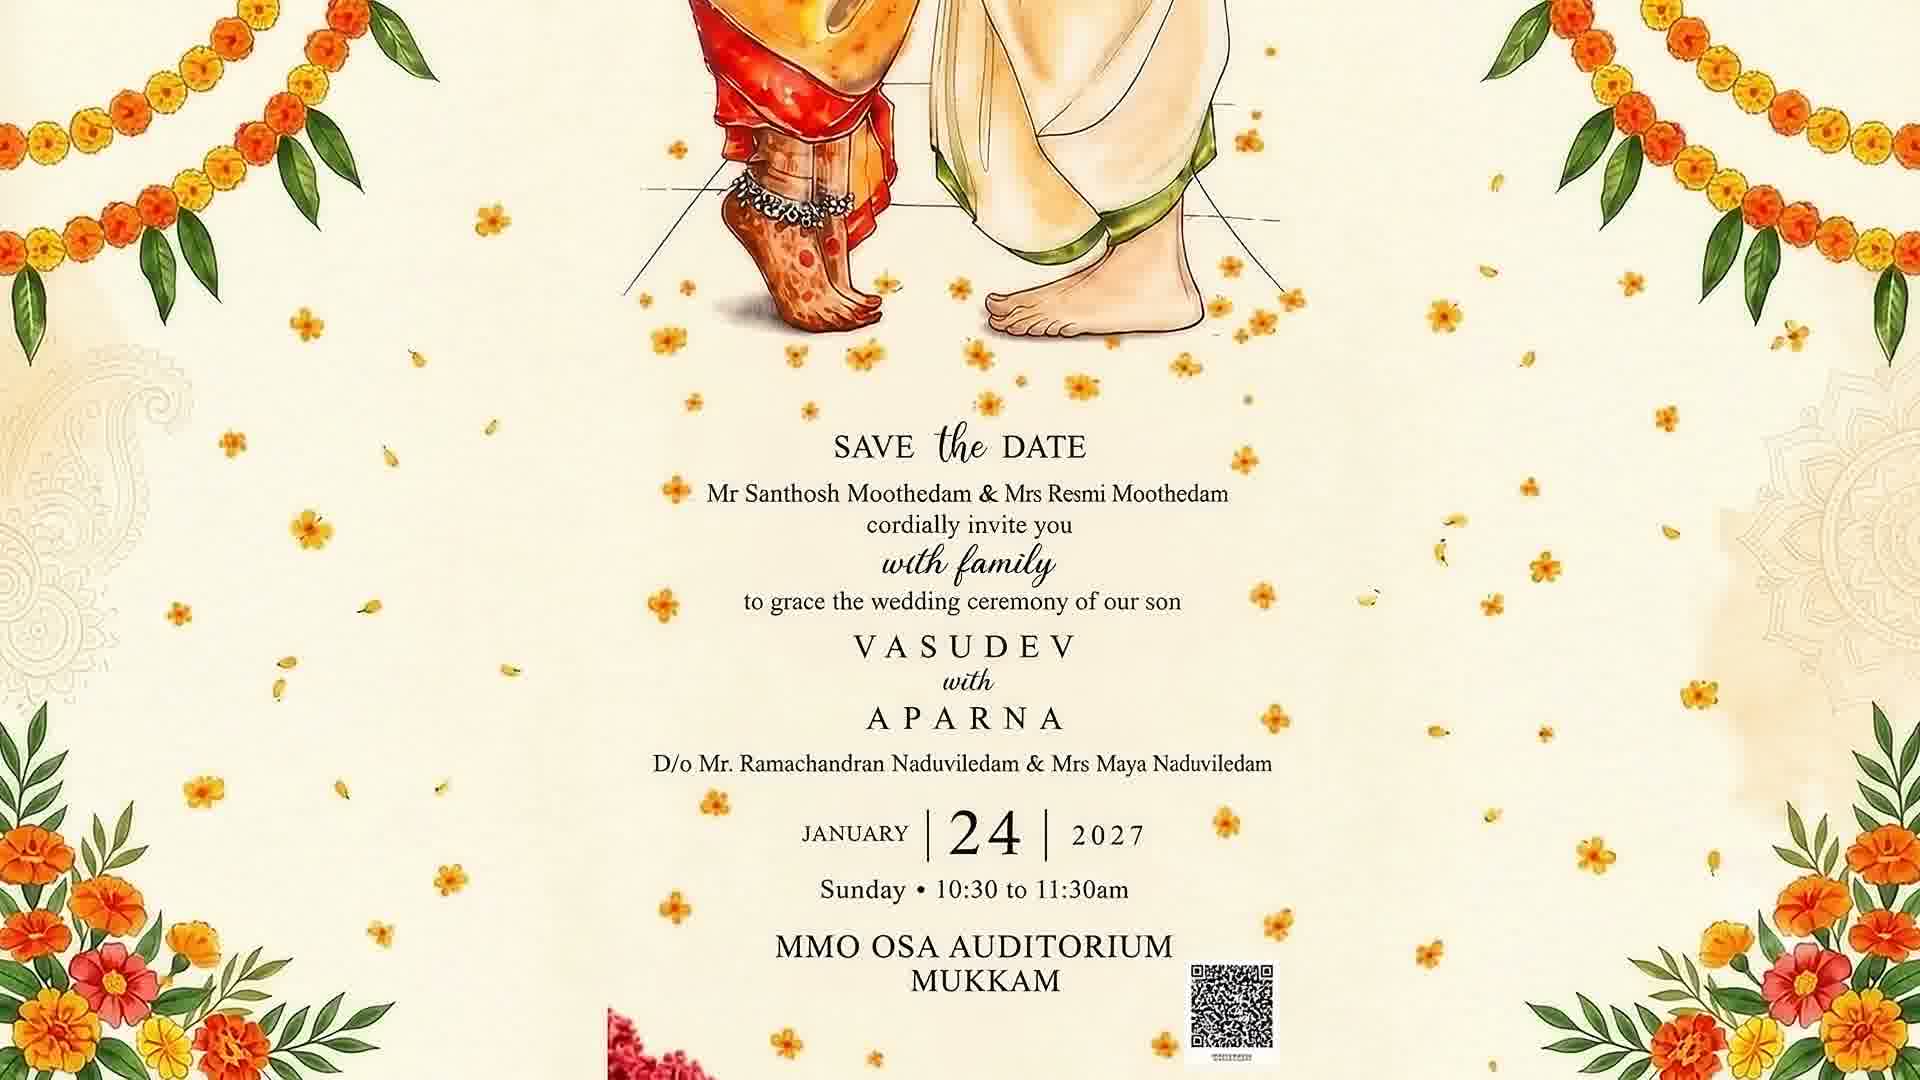 SAVE the DATE
Mr Santhosh Moothedam & Mrs Resmi Moothedam
cordially invite you
with family
to grace the wedding ceremony of our son
VASUDEV
with
APARNA
D/o Mr. Ramachandran Naduviledam & Mrs Maya Naduviledam
JANUARY | 24 | 2027
Sunday • 10:30 to 11:30am
MMO OSA AUDITORIUM
MUKKAM